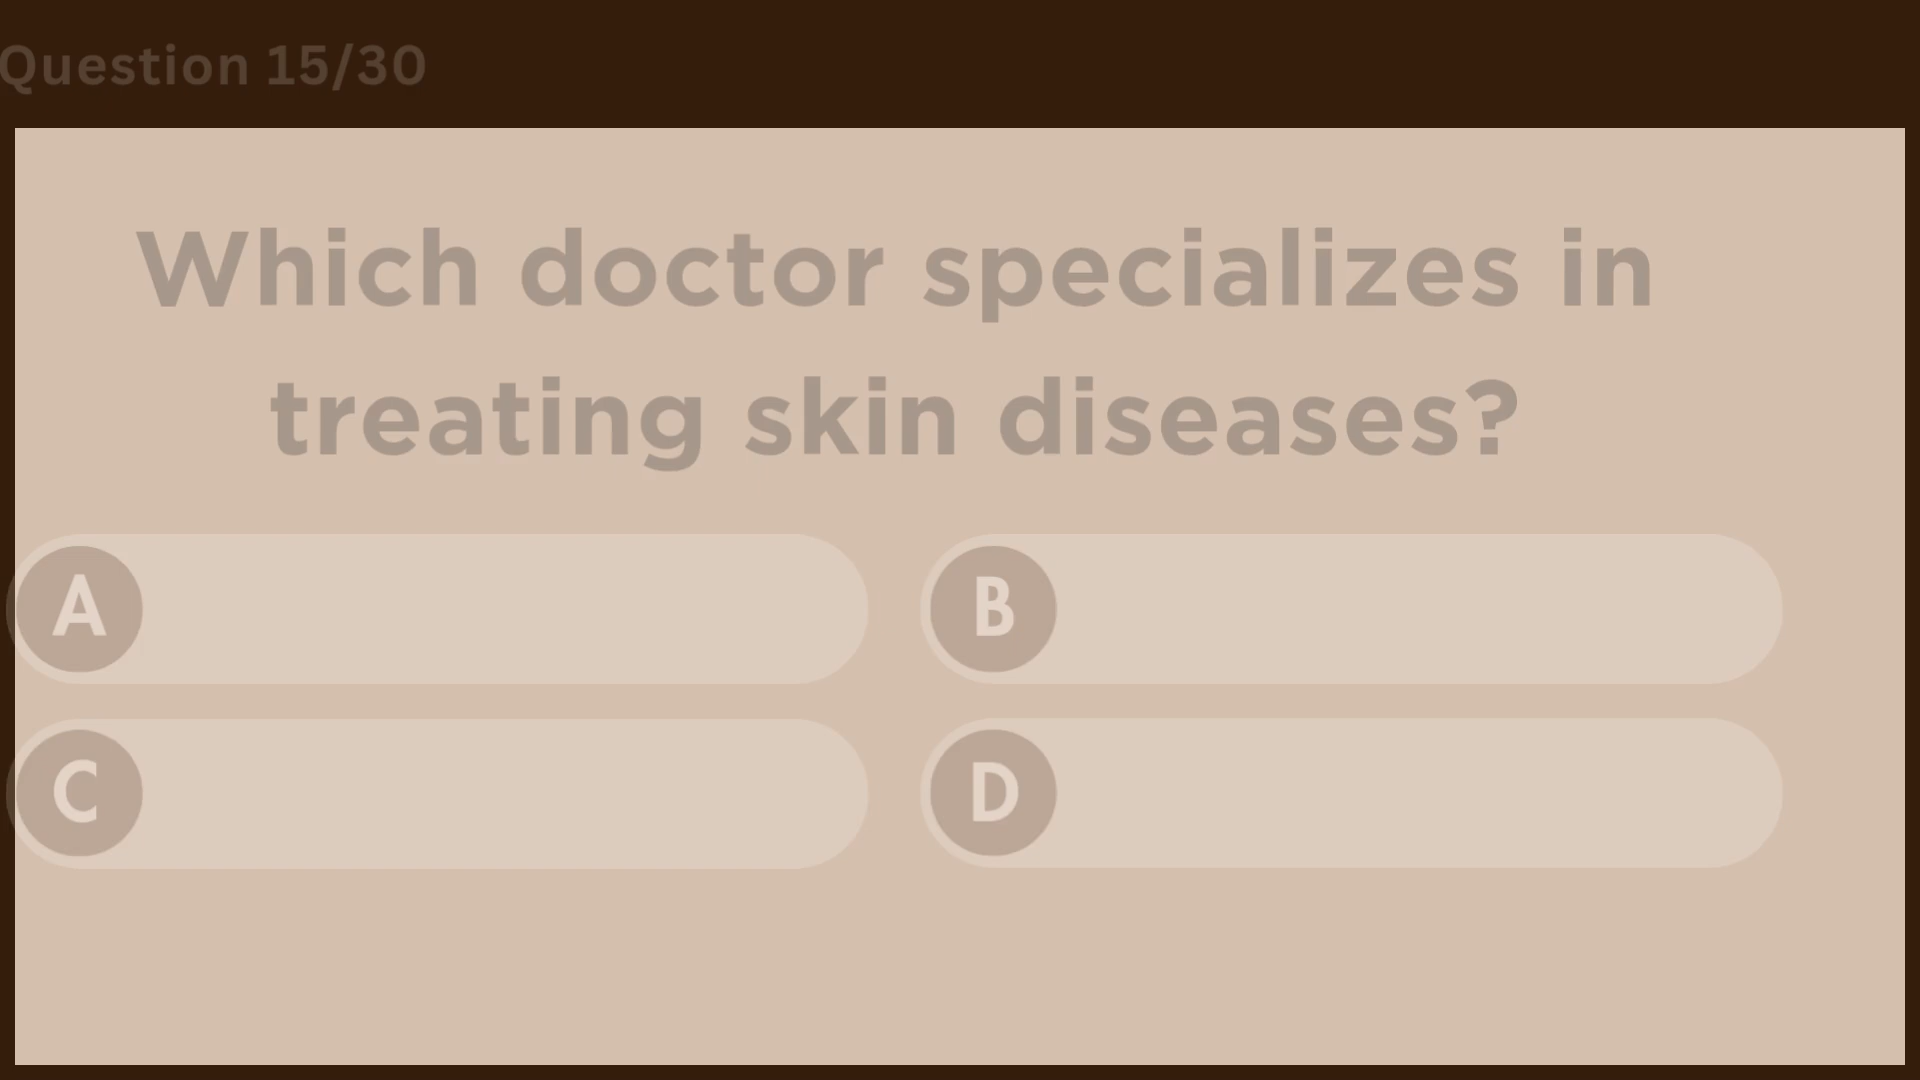 Question 15/30
Which doctor specializes in
treating skin diseases?
A
B
C
D